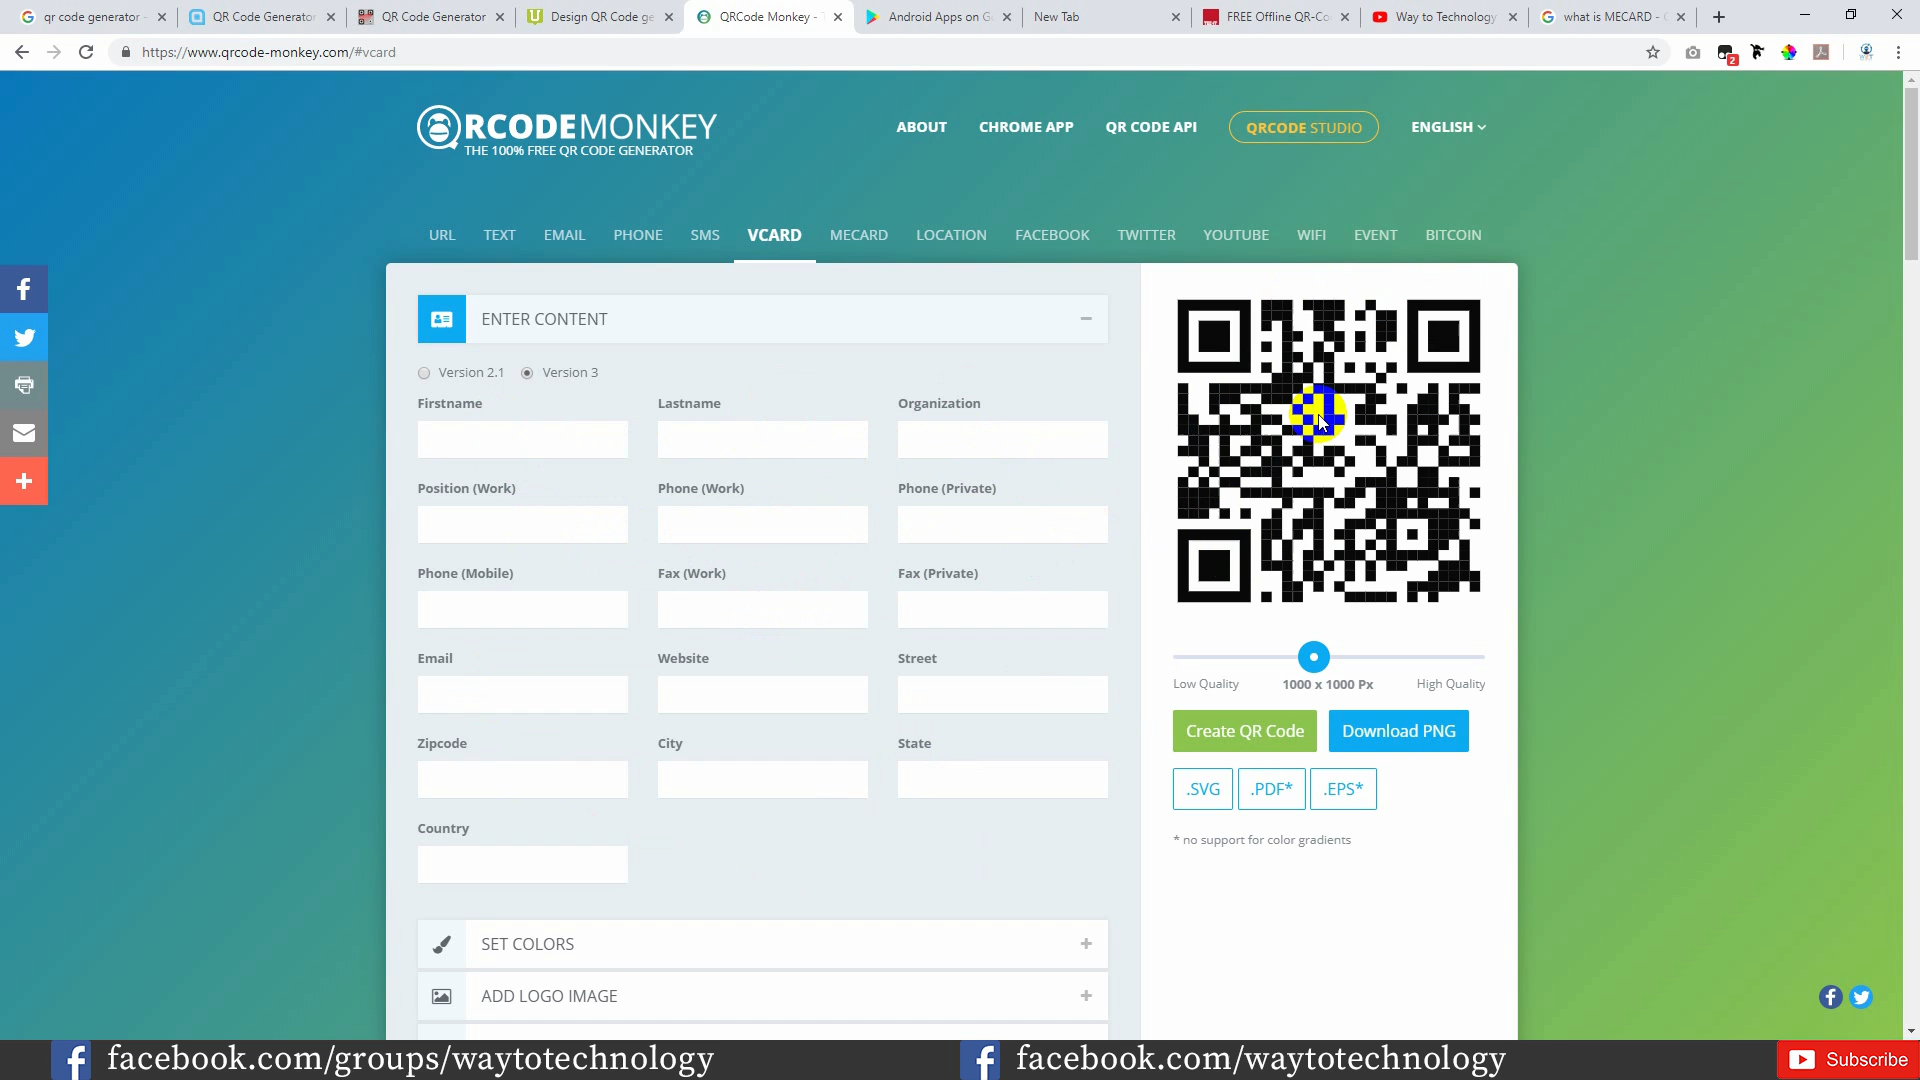 qr code generator -
QR Code Generator
QR Code Generator
Design QR Code ge
QRCode Monkey -
Android Apps on G
New Tab
FREE Offline QR-Co
Way to Technology
what is MECARD -
https://www.qrcode-monkey.com/#vcard
2
QRCODEMONKEY
THE 100% FREE QR CODE GENERATOR
ABOUT
CHROME APP
QR CODE API
QRCODE STUDIO
ENGLISH
URL
TEXT
EMAIL
PHONE
SMS
VCARD
MECARD
LOCATION
FACEBOOK
TWITTER
YOUTUBE
WIFI
EVENT
BITCOIN
ENTER CONTENT
Version 2.1
Version 3
Firstname
Lastname
Organization
Position (Work)
Phone (Work)
Phone (Private)
Phone (Mobile)
Fax (Work)
Fax (Private)
Email
Website
Street
Zipcode
City
State
Country
SET COLORS
ADD LOGO IMAGE
Low Quality
1000 x 1000 Px
High Quality
Create QR Code
Download PNG
.SVG
.PDF*
.EPS*
* no support for color gradients
facebook.com/groups/waytotechnology
facebook.com/waytotechnology
Subscribe